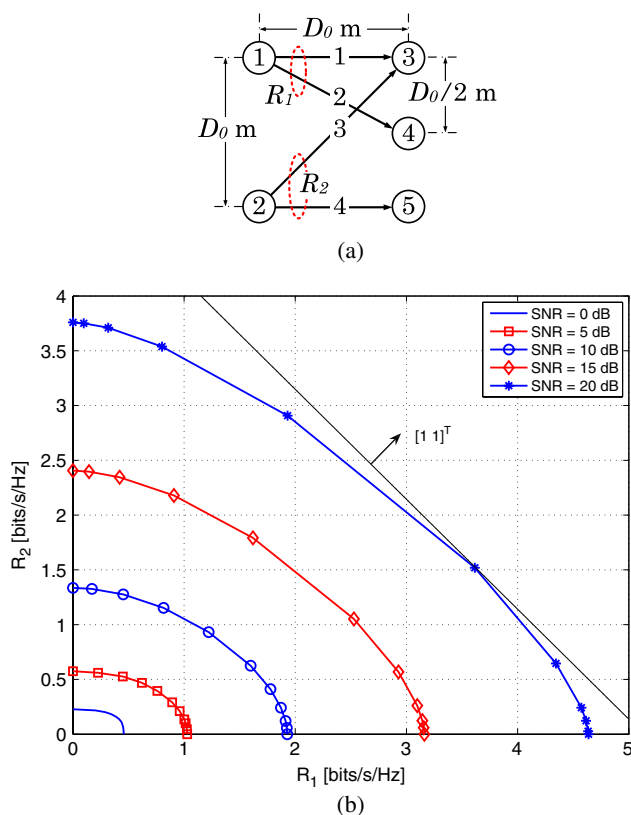 D₀ m
1
1
3
R₁
2
D₀/2 m
3
4
D₀ m
R₂
2
4
5
(a)
4
3.5
3
2.5
2
1.5
1
0.5
0
R₂ [bits/s/Hz]
SNR = 0 dB
SNR = 5 dB
SNR = 10 dB
SNR = 15 dB
SNR = 20 dB
[1 1]ᵀ
0
1
2
3
4
5
R₁ [bits/s/Hz]
(b)